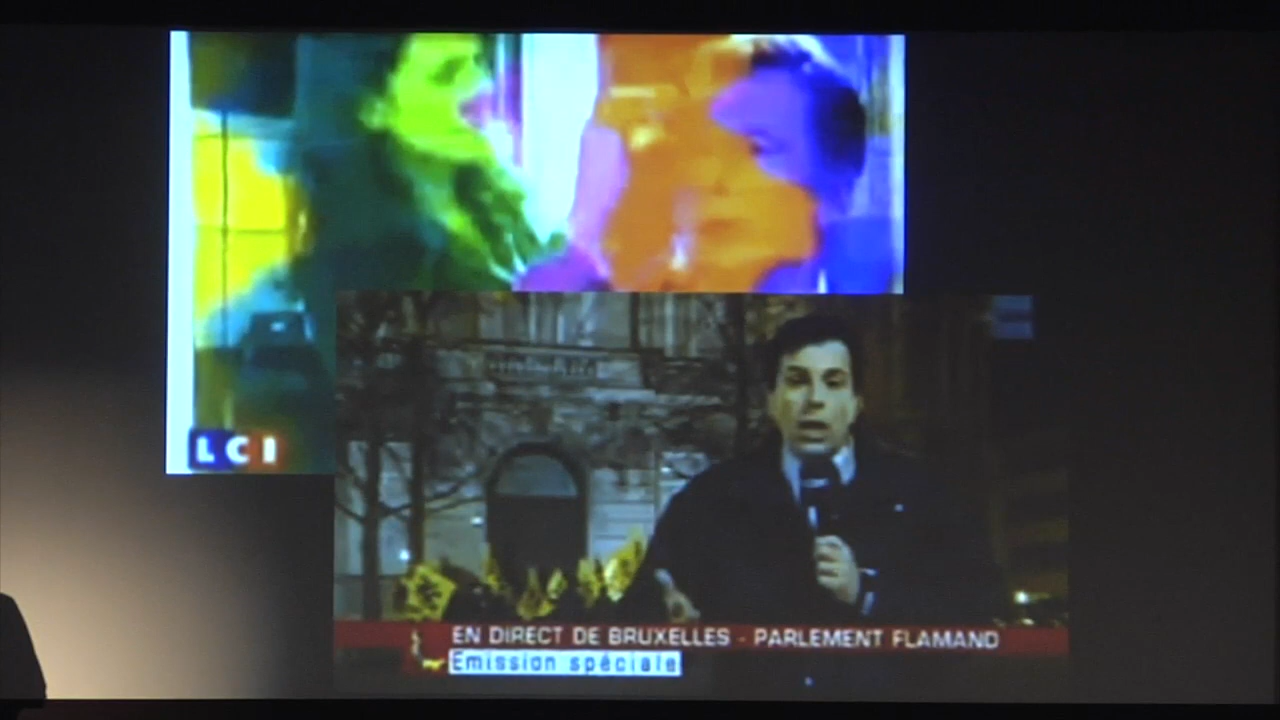 LCI
EN DIRECT DE BRUXELLES - PARLEMENT FLAMAND
Emission spéciale